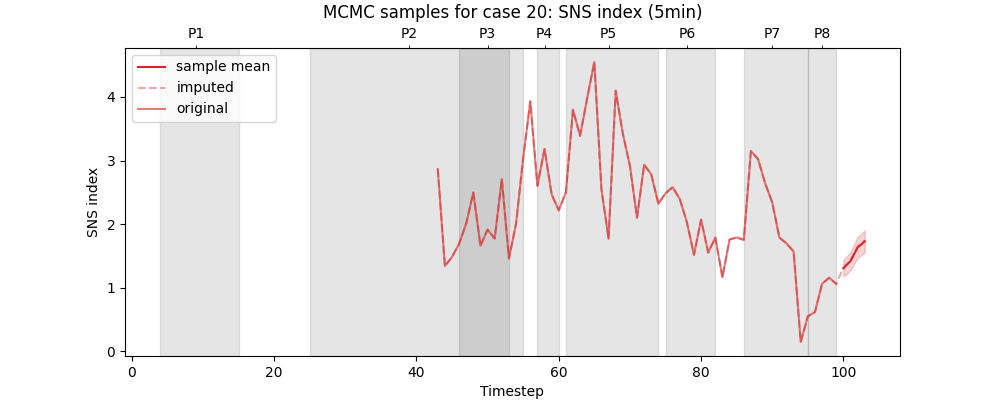 MCMC samples for case 20: SNS index (5min)
P1 P2 P3 P4 P5 P6 P7 P8
sample mean
imputed
original
4
3
2
1
0
SNS index
0 20 40 60 80 100
Timestep